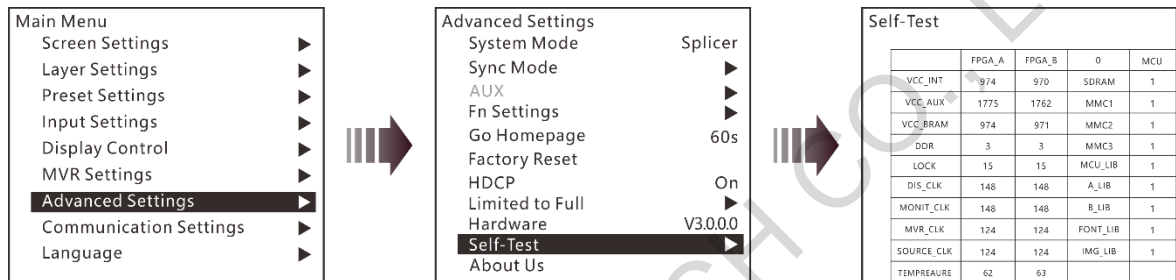 Main Menu
Screen Settings
Layer Settings
Preset Settings
Input Settings
Display Control
MVR Settings
Advanced Settings
Communication Settings
Language
Advanced Settings
System Mode Splicer
Sync Mode
AUX
Fn Settings
Go Homepage 60s
Factory Reset
HDCP On
Limited to Full
Hardware V3.0.0.0
Self-Test
About Us
Self-Test
FPGA_A FPGA_B 0 MCU
VCC_INT 974 970 SDRAM 1
VCC_AUX 1775 1762 MMC1 1
VCC_BRAM 974 971 MMC2 1
DDR 3 3 MMC3 1
LOCK 15 15 MCU_LIB 1
DIS_CLK 148 148 A_LIB 1
MONIT_CLK 148 148 B_LIB 1
MVR_CLK 124 124 FONT_LIB 1
SOURCE_CLK 124 124 IMG_LIB 1
TEMPREAURE 62 63
CH CO., L